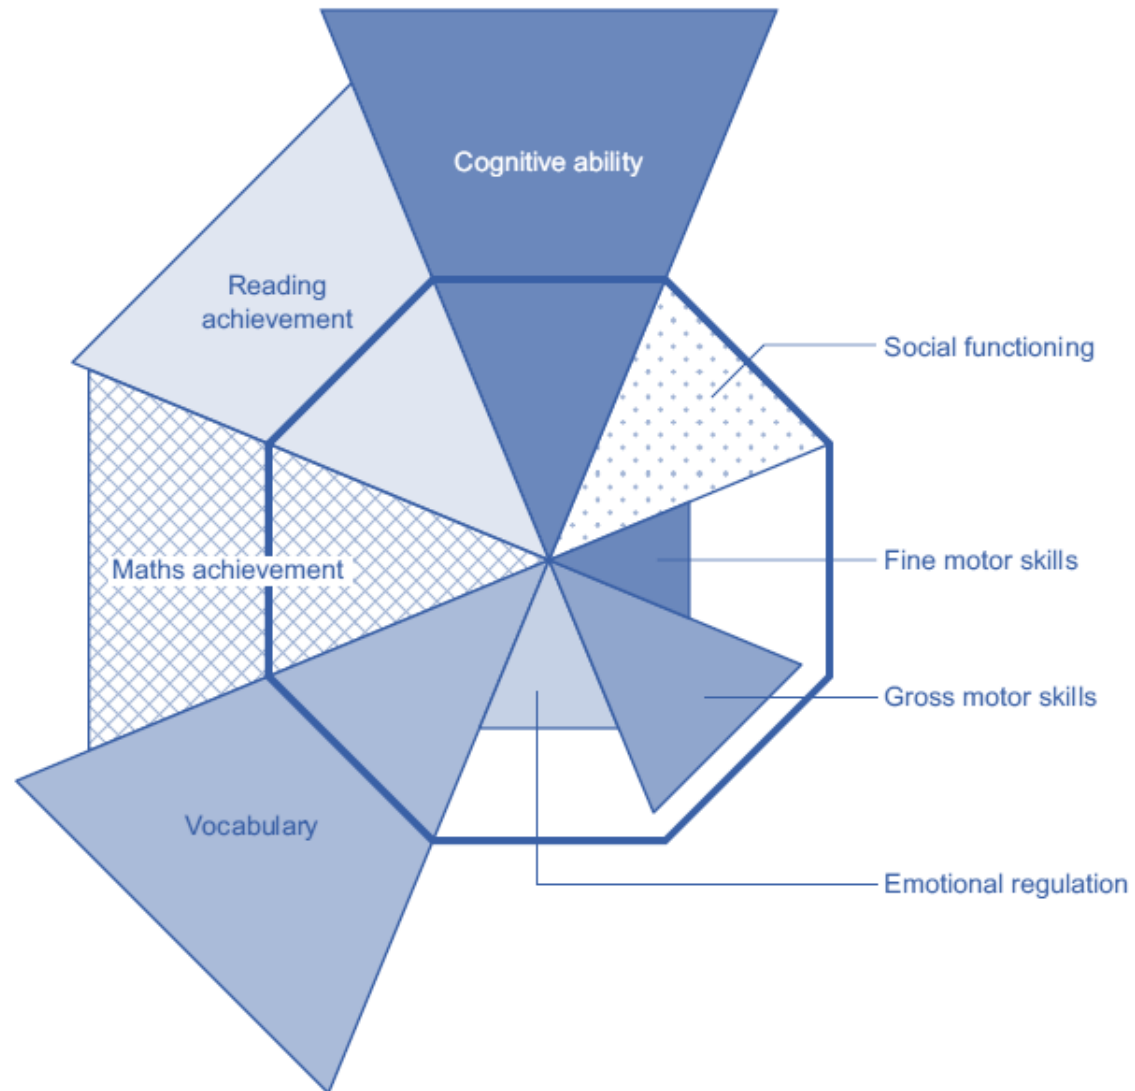 Cognitive ability
Reading
achievement
Social functioning
Maths achievement
Fine motor skills
Gross motor skills
Vocabulary
Emotional regulation